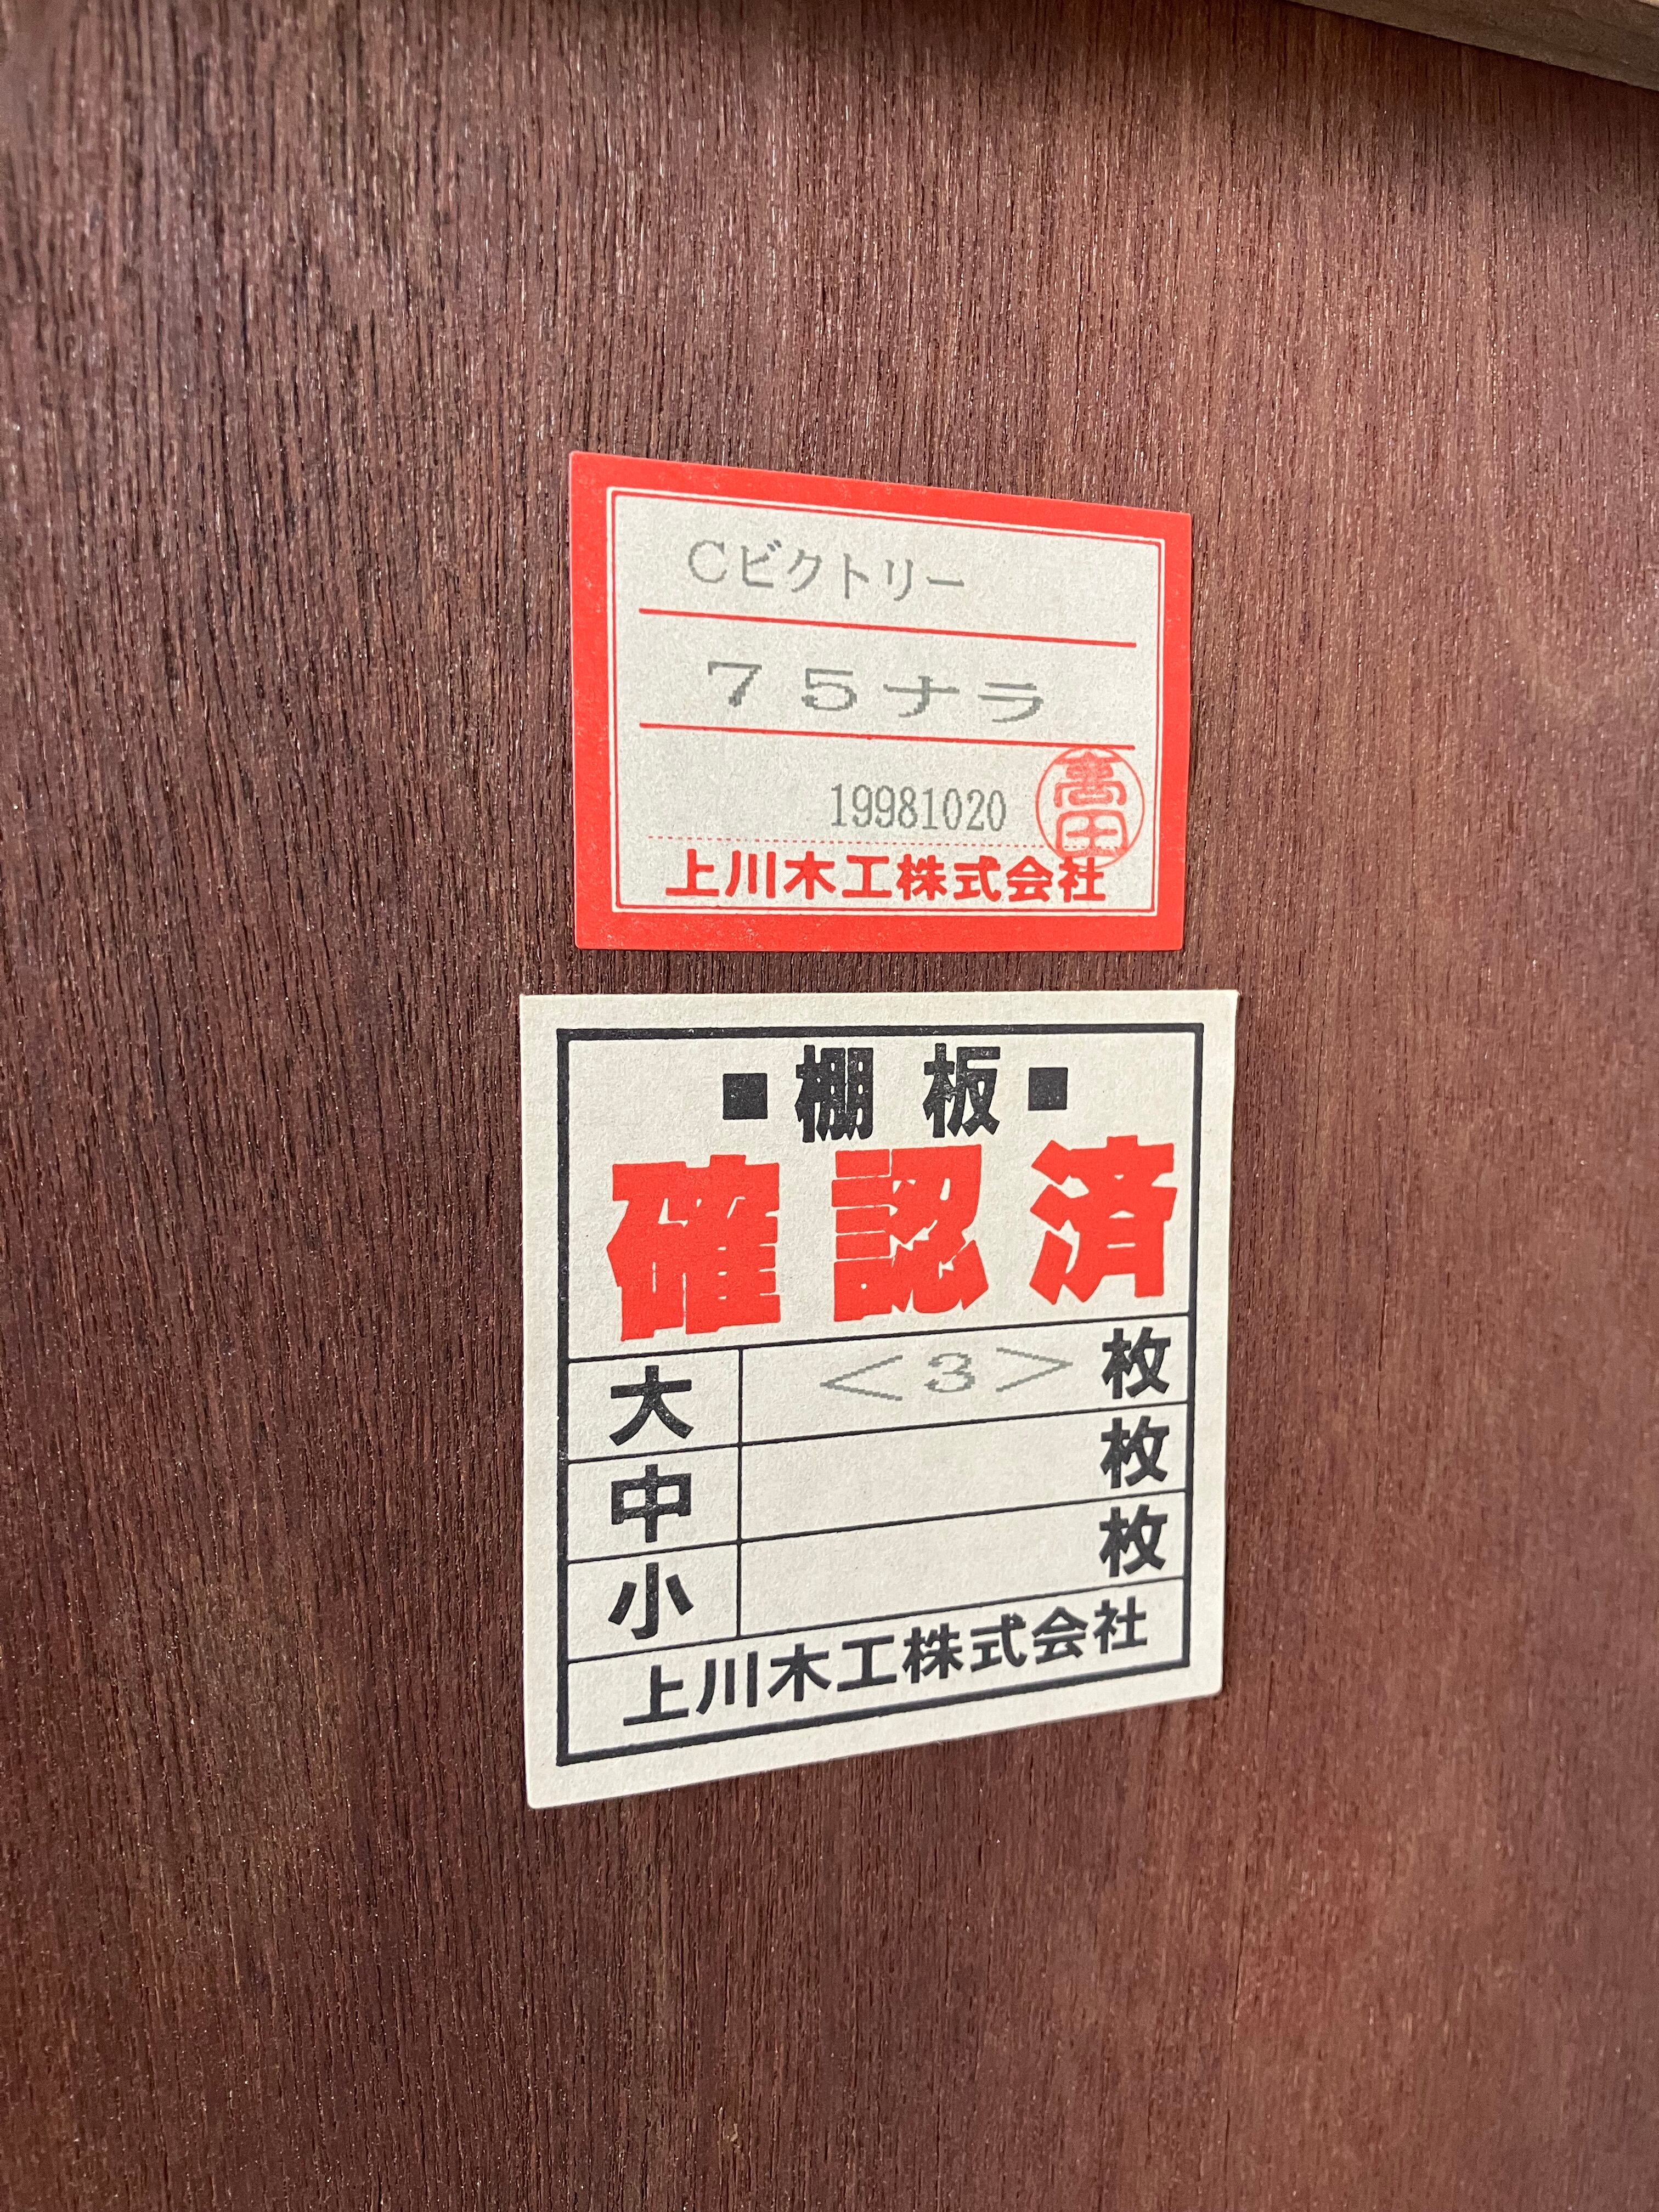 Cビクトリー
75ナラ
19981020
高田
上川木工株式会社
■棚板■
確認済
大 <3> 枚
中 枚
小 枚
上川木工株式会社